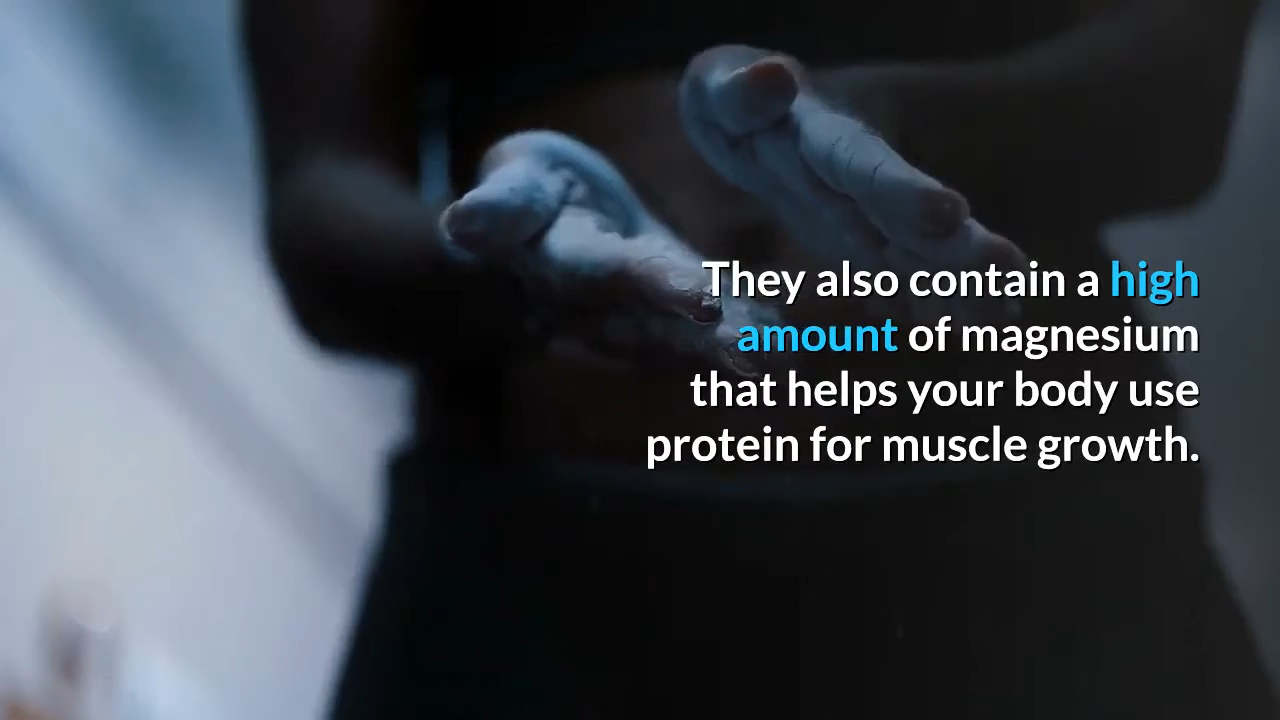 They also contain a high
amount of magnesium
that helps your body use
protein for muscle growth.